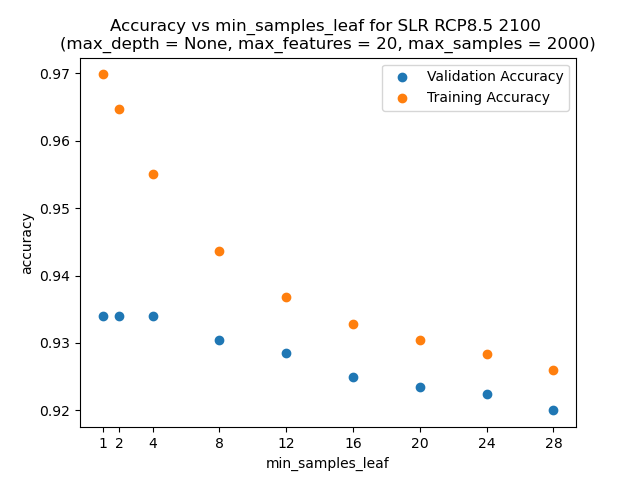 Accuracy vs min_samples_leaf for SLR RCP8.5 2100
(max_depth = None, max_features = 20, max_samples = 2000)
Validation Accuracy
Training Accuracy
0.97
0.96
0.95
0.94
0.93
0.92
accuracy
1 2 4 8 12 16 20 24 28
min_samples_leaf